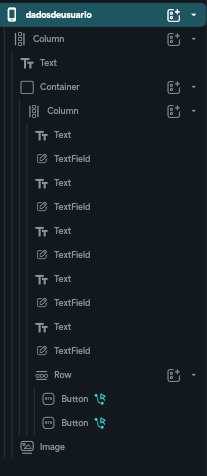 dadosdeusuario
Column
Text
Container
Column
Text
TextField
Text
TextField
Text
TextField
Text
TextField
Text
TextField
Row
Button
Button
Image